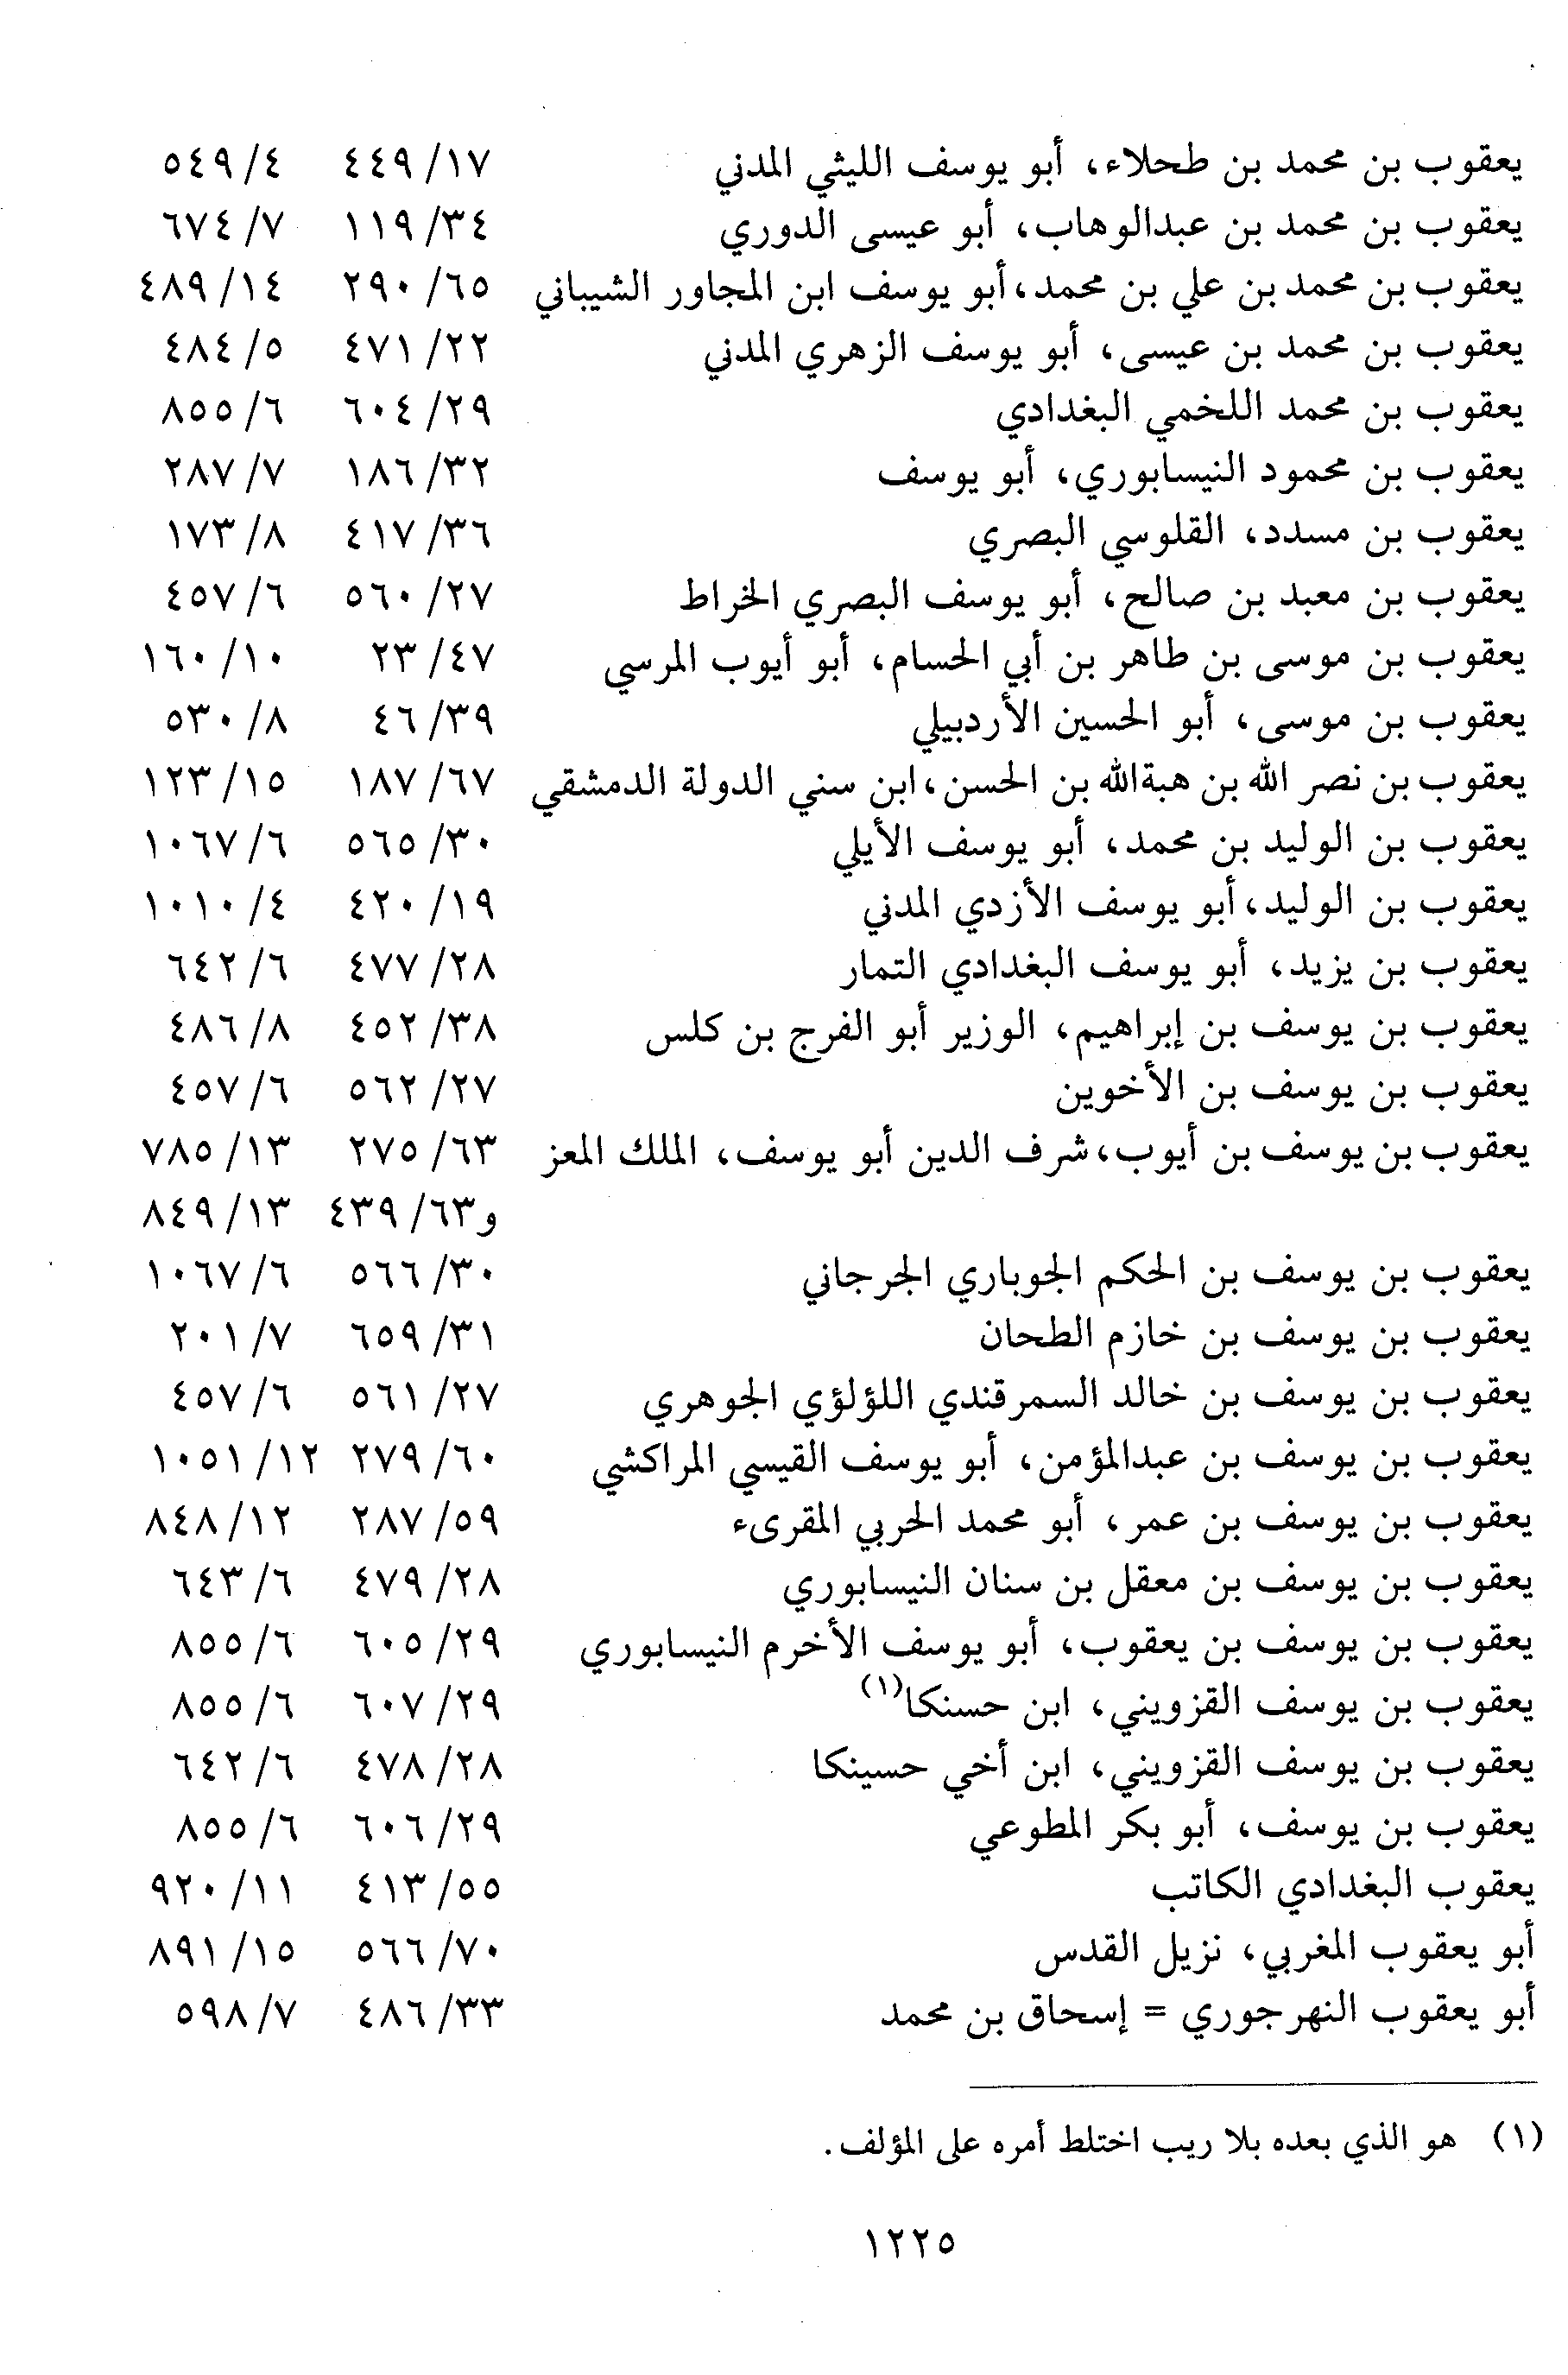 يعقوب بن محمد بن طحلاء، أبو يوسف الليثي المدني ١٧/ ٤٤٩ ٤/ ٥٤٩
يعقوب بن محمد بن عبدالوهاب، أبو عيسى الدوري ٣٤/ ١١٩ ٧/ ٦٧٤
يعقوب بن محمد بن علي بن محمد، أبو يوسف ابن المجاور الشيباني ٦٥/ ٢٩٠ ١٤/ ٤٨٩
يعقوب بن محمد بن عيسى، أبو يوسف الزهري المدني ٢٢/ ٤٧١ ٥/ ٤٨٤
يعقوب بن محمد اللخمي البغدادي ٢٩/ ٦٠٤ ٦/ ٨٥٥
يعقوب بن محمود النيسابوري، أبو يوسف ٣٢/ ١٨٦ ٧/ ٢٨٧
يعقوب بن مسدد، القلوسي البصري ٣٦/ ٤١٧ ٨/ ١٧٣
يعقوب بن معبد بن صالح، أبو يوسف البصري الخراط ٢٧/ ٥٦٠ ٦/ ٤٥٧
يعقوب بن موسى بن طاهر بن أبي الحسام، أبو أيوب المرسي ٤٧/ ٢٣ ١٠/ ١٦٠
يعقوب بن موسى، أبو الحسين الأردبيلي ٣٩/ ٤٦ ٨/ ٥٣٠
يعقوب بن نصر الله بن هبةالله بن الحسن، ابن سني الدولة الدمشقي ٦٧/ ١٨٧ ١٥/ ١٢٣
يعقوب بن الوليد بن محمد، أبو يوسف الأيلي ٣٠/ ٥٦٥ ٦/ ١٠٦٧
يعقوب بن الوليد، أبو يوسف الأزدي المدني ١٩/ ٤٢٠ ٤/ ١٠١٠
يعقوب بن يزيد، أبو يوسف البغدادي التمار ٢٨/ ٤٧٧ ٦/ ٦٤٢
يعقوب بن يوسف بن إبراهيم، الوزير أبو الفرج بن كلس ٣٨/ ٤٥٢ ٨/ ٤٨٦
يعقوب بن يوسف بن الأخوين ٢٧/ ٥٦٢ ٦/ ٤٥٧
يعقوب بن يوسف بن أيوب، شرف الدين أبو يوسف، الملك المعز ٦٣/ ٢٧٥ ١٣/ ٧٨٥
و٦٣/ ٤٣٩ ١٣/ ٨٤٩
يعقوب بن يوسف بن الحكم الجوباري الجرجاني ٣٠/ ٥٦٦ ٦/ ١٠٦٧
يعقوب بن يوسف بن خازم الطحان ٣١/ ٦٥٩ ٧/ ٢٠١
يعقوب بن يوسف بن خالد السمرقندي اللؤلؤي الجوهري ٢٧/ ٥٦١ ٦/ ٤٥٧
يعقوب بن يوسف بن عبدالمؤمن، أبو يوسف القيسي المراكشي ٦٠/ ٢٧٩ ١٢/ ١٠٥١
يعقوب بن يوسف بن عمر، أبو محمد الحربي المقرىء ٥٩/ ٢٨٧ ١٢/ ٨٤٨
يعقوب بن يوسف بن معقل بن سنان النيسابوري ٢٨/ ٤٧٩ ٦/ ٦٤٣
يعقوب بن يوسف بن يعقوب، أبو يوسف الأخرم النيسابوري ٢٩/ ٦٠٥ ٦/ ٨٥٥
يعقوب بن يوسف القزويني، ابن حسنكا(١) ٢٩/ ٦٠٧ ٦/ ٨٥٥
يعقوب بن يوسف القزويني، ابن أخي حسينكا ٢٨/ ٤٧٨ ٦/ ٦٤٢
يعقوب بن يوسف، أبو بكر المطوعي ٢٩/ ٦٠٦ ٦/ ٨٥٥
يعقوب البغدادي الكاتب ٥٥/ ٤١٣ ١١/ ٩٢٠
أبو يعقوب المغربي، نزيل القدس ٧٠/ ٥٦٦ ١٥/ ٨٩١
أبو يعقوب النهرجوري = إسحاق بن محمد ٣٣/ ٤٨٦ ٧/ ٥٩٨
(١) هو الذي بعده بلا ريب اختلط أمره على المؤلف.
١٢٢٥